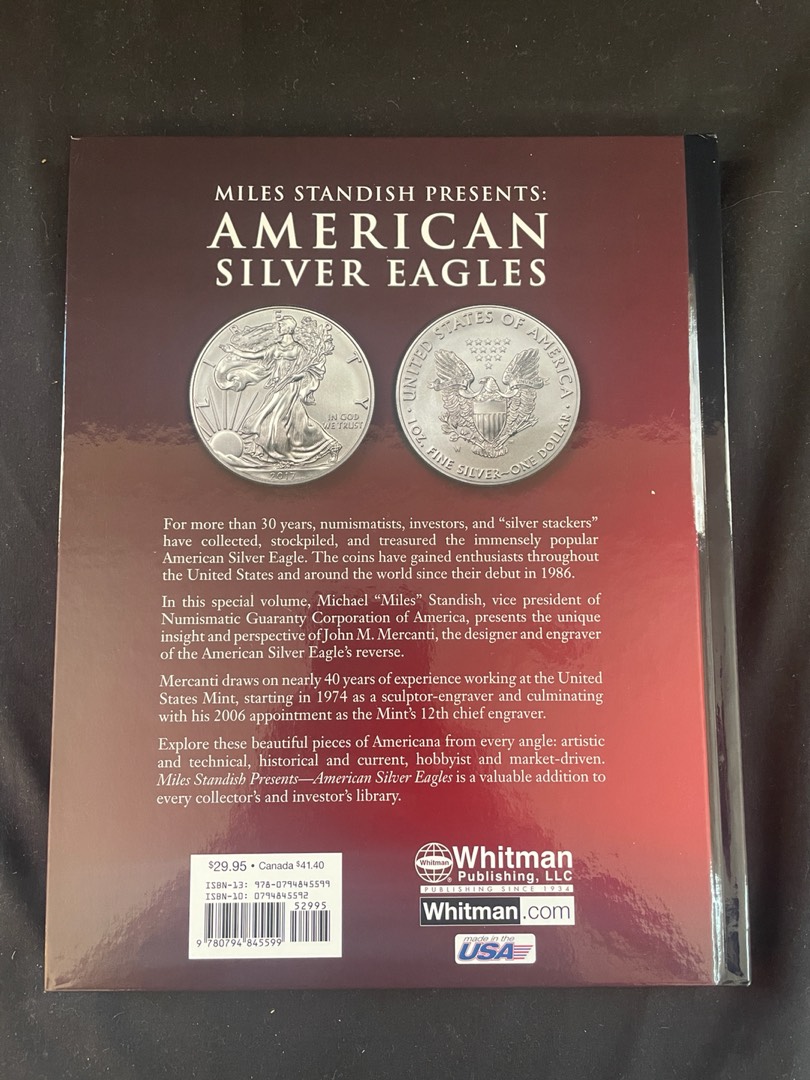 MILES STANDISH PRESENTS:
AMERICAN
SILVER EAGLES
LIBERTY
IN GOD
WE TRUST
2017
UNITED STATES OF AMERICA
1 OZ. FINE SILVER~ONE DOLLAR
W
For more than 30 years, numismatists, investors, and “silver stackers”
have collected, stockpiled, and treasured the immensely popular
American Silver Eagle. The coins have gained enthusiasts throughout
the United States and around the world since their debut in 1986.
In this special volume, Michael “Miles” Standish, vice president of
Numismatic Guaranty Corporation of America, presents the unique
insight and perspective of John M. Mercanti, the designer and engraver
of the American Silver Eagle’s reverse.
Mercanti draws on nearly 40 years of experience working at the United
States Mint, starting in 1974 as a sculptor-engraver and culminating
with his 2006 appointment as the Mint’s 12th chief engraver.
Explore these beautiful pieces of Americana from every angle: artistic
and technical, historical and current, hobbyist and market-driven.
Miles Standish Presents—American Silver Eagles is a valuable addition to
every collector’s and investor’s library.
$29.95 • Canada $41.40
ISBN-13: 978-0794845599
ISBN-10: 0794845592
52995
9 780794 845599
Whitman
Whitman®
Publishing, LLC
PUBLISHING SINCE 1934
Whitman.com
made in the
USA